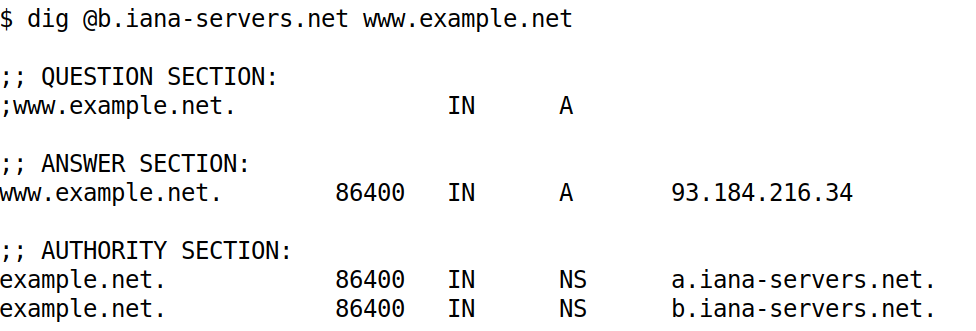 $ dig @b.iana-servers.net www.example.net
;; QUESTION SECTION:
;www.example.net. IN A
;; ANSWER SECTION:
www.example.net. 86400 IN A 93.184.216.34
;; AUTHORITY SECTION:
example.net. 86400 IN NS a.iana-servers.net.
example.net. 86400 IN NS b.iana-servers.net.